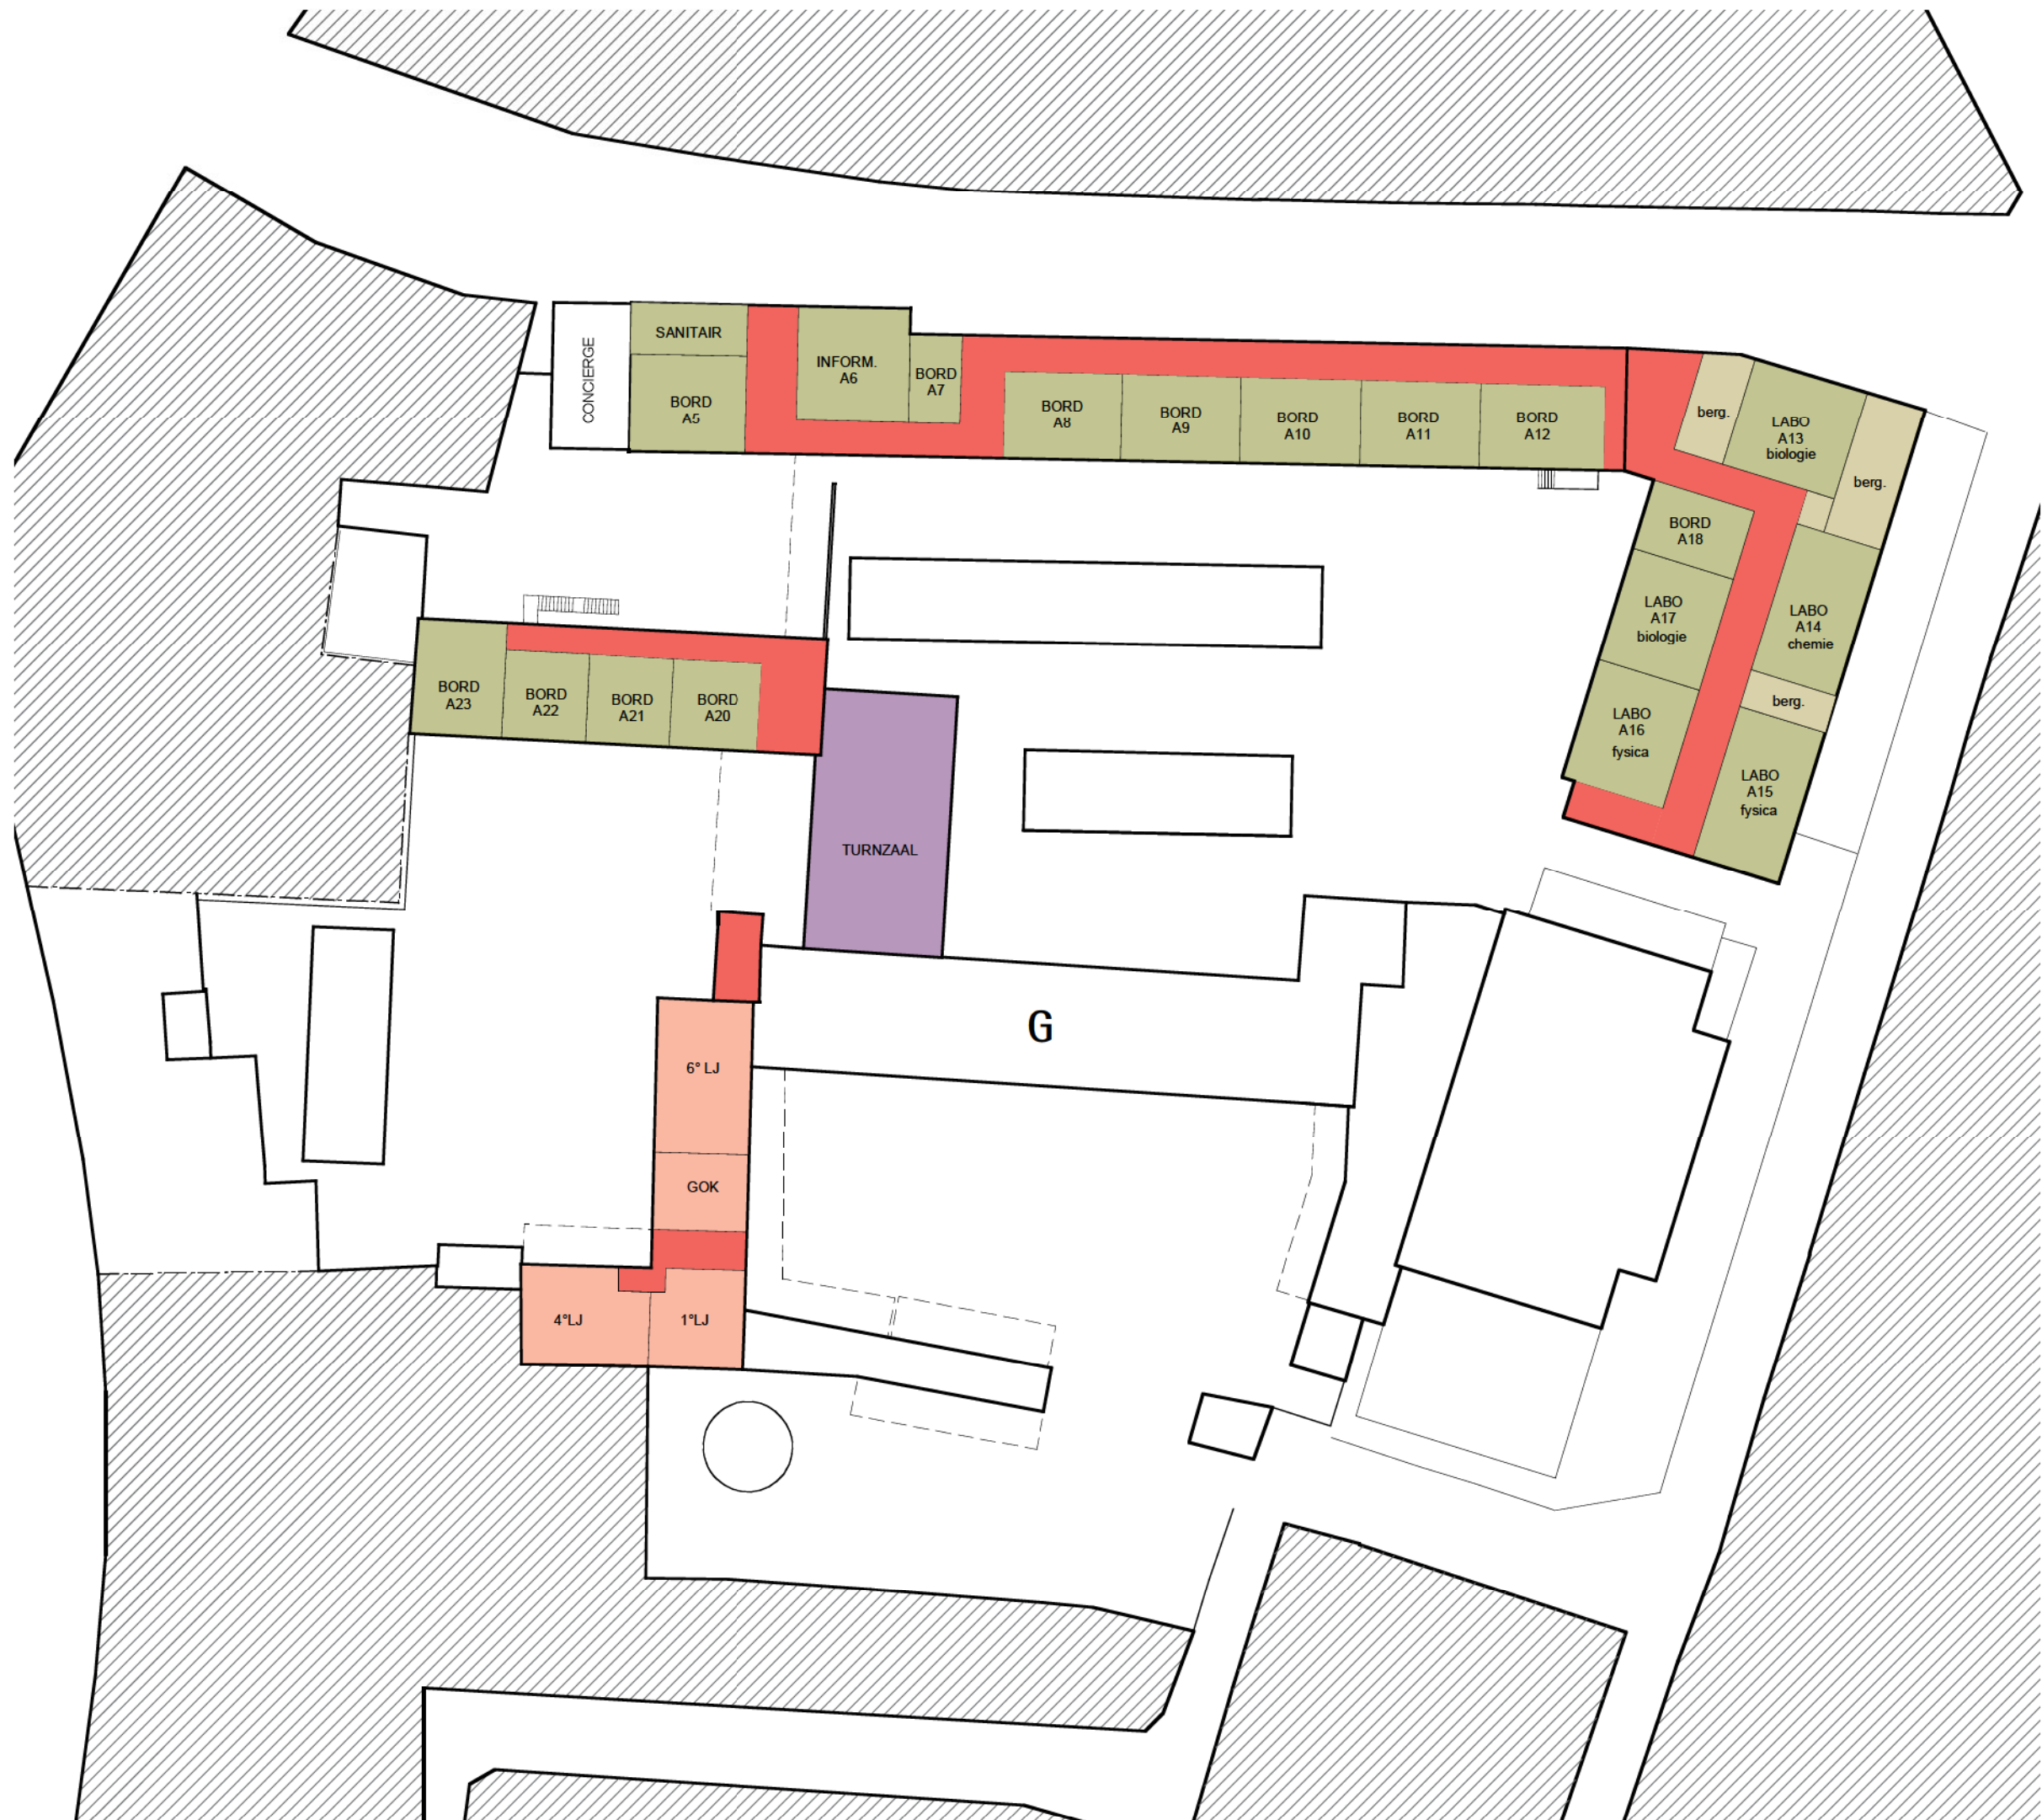 CONCIERGE
SANITAIR
BORD
A5
INFORM.
A6
BORD
A7
BORD
A8
BORD
A9
BORD
A10
BORD
A11
BORD
A12
berg.
LABO
A13
biologie
berg.
BORD
A18
LABO
A17
biologie
LABO
A14
chemie
berg.
LABO
A16
fysica
LABO
A15
fysica
BORD
A23
BORD
A22
BORD
A21
BORD
A20
TURNZAAL
G
6° LJ
GOK
4°LJ
1°LJ